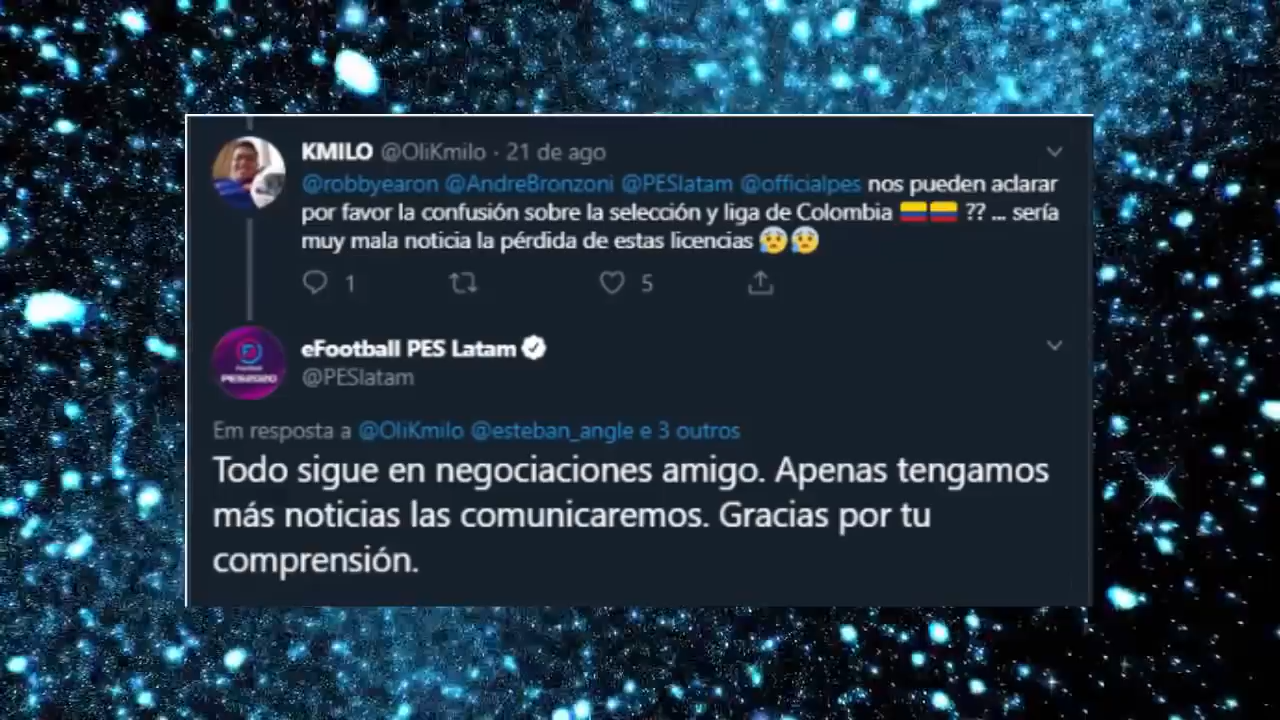 KMILO @OliKmilo · 21 de ago
@robbyearon @AndreBronzoni @PESlatam @officialpes nos pueden aclarar
por favor la confusión sobre la selección y liga de Colombia 🇨🇴🇨🇴 ?? ... sería
muy mala noticia la pérdida de estas licencias 😰😰
1 5
eFootball PES Latam
@PESlatam
PES2020
Em resposta a @OliKmilo @esteban_angle e 3 outros
Todo sigue en negociaciones amigo. Apenas tengamos
más noticias las comunicaremos. Gracias por tu
comprensión.